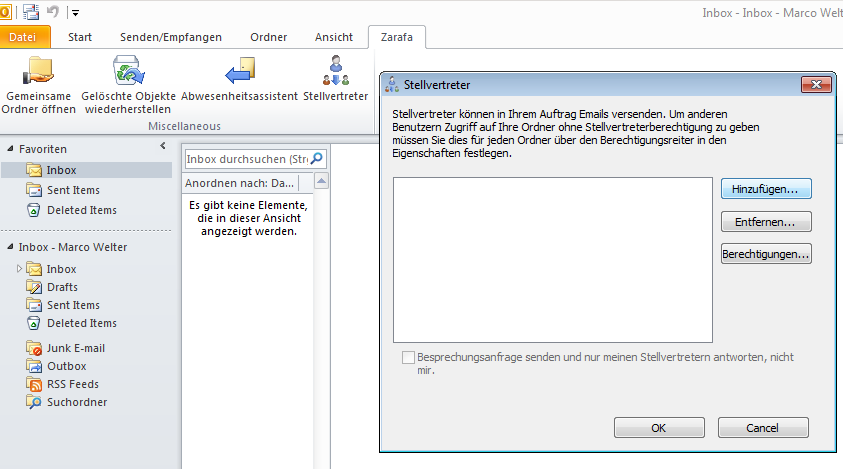 Inbox - Inbox - Marco Welter
Datei Start Senden/Empfangen Ordner Ansicht Zarafa
Gemeinsame Ordner öffnen
Gelöschte Objekte wiederherstellen
Abwesenheitsassistent
Stellvertreter
Miscellaneous
Favoriten
Inbox
Sent Items
Deleted Items
Inbox - Marco Welter
Inbox
Drafts
Sent Items
Deleted Items
Junk E-mail
Outbox
RSS Feeds
Suchordner
Inbox durchsuchen (Str
Anordnen nach: Da...
Es gibt keine Elemente,
die in dieser Ansicht
angezeigt werden.
Stellvertreter
Stellvertreter können in Ihrem Auftrag Emails versenden. Um anderen
Benutzern Zugriff auf Ihre Ordner ohne Stellvertreterberechtigung zu geben
müssen Sie dies für jeden Ordner über den Berechtigungsreiter in den
Eigenschaften festlegen.
Hinzufügen...
Entfernen...
Berechtigungen...
Besprechungsanfrage senden und nur meinen Stellvertretern antworten, nicht
mir.
OK
Cancel